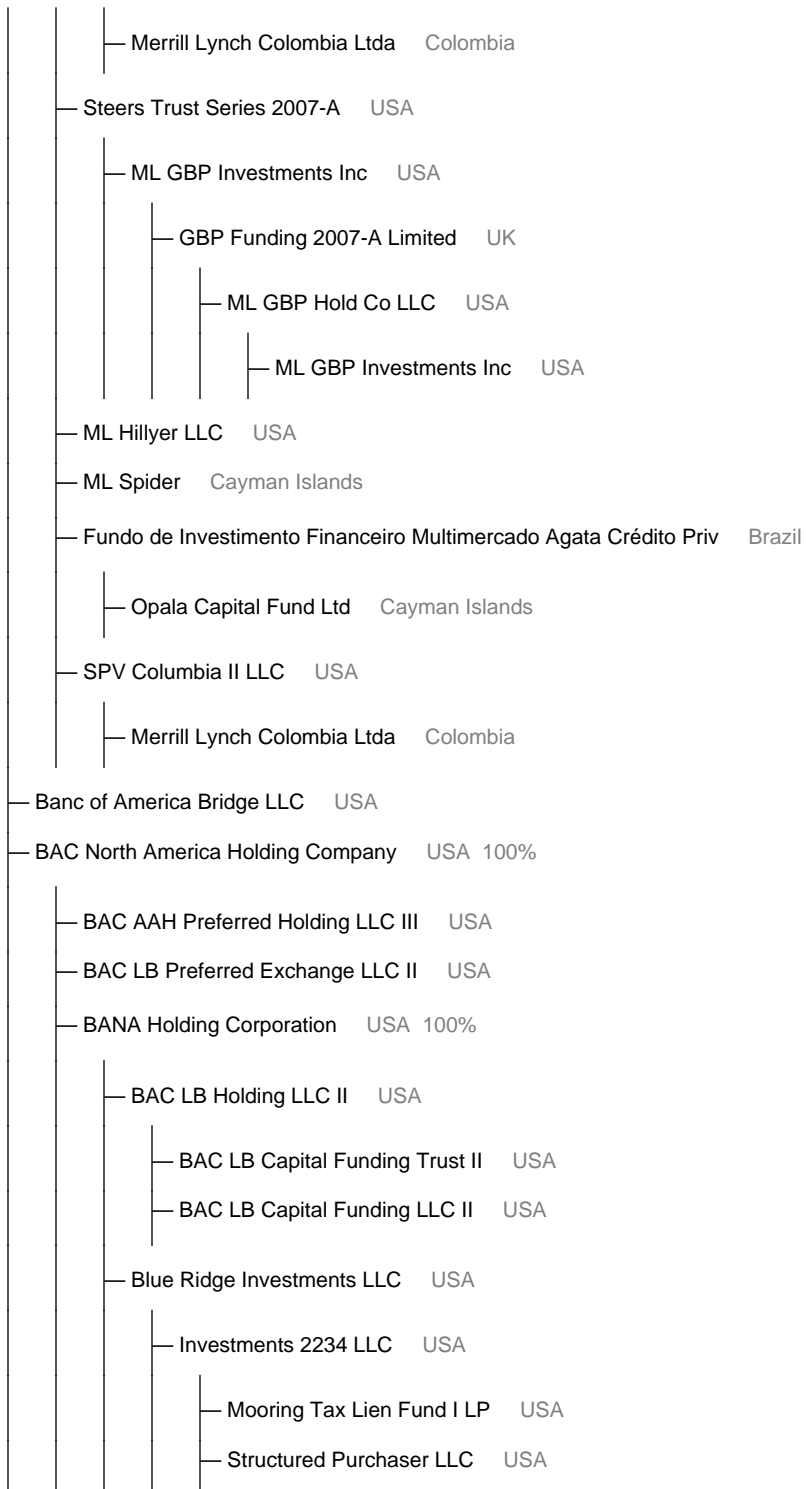 Merrill Lynch Colombia Ltda Colombia
Steers Trust Series 2007-A USA
ML GBP Investments Inc USA
GBP Funding 2007-A Limited UK
ML GBP Hold Co LLC USA
ML GBP Investments Inc USA
ML Hillyer LLC USA
ML Spider Cayman Islands
Fundo de Investimento Financeiro Multimercado Agata Crédito Priv Brazil
Opala Capital Fund Ltd Cayman Islands
SPV Columbia II LLC USA
Merrill Lynch Colombia Ltda Colombia
Banc of America Bridge LLC USA
BAC North America Holding Company USA 100%
BAC AAH Preferred Holding LLC III USA
BAC LB Preferred Exchange LLC II USA
BANA Holding Corporation USA 100%
BAC LB Holding LLC II USA
BAC LB Capital Funding Trust II USA
BAC LB Capital Funding LLC II USA
Blue Ridge Investments LLC USA
Investments 2234 LLC USA
Mooring Tax Lien Fund I LP USA
Structured Purchaser LLC USA